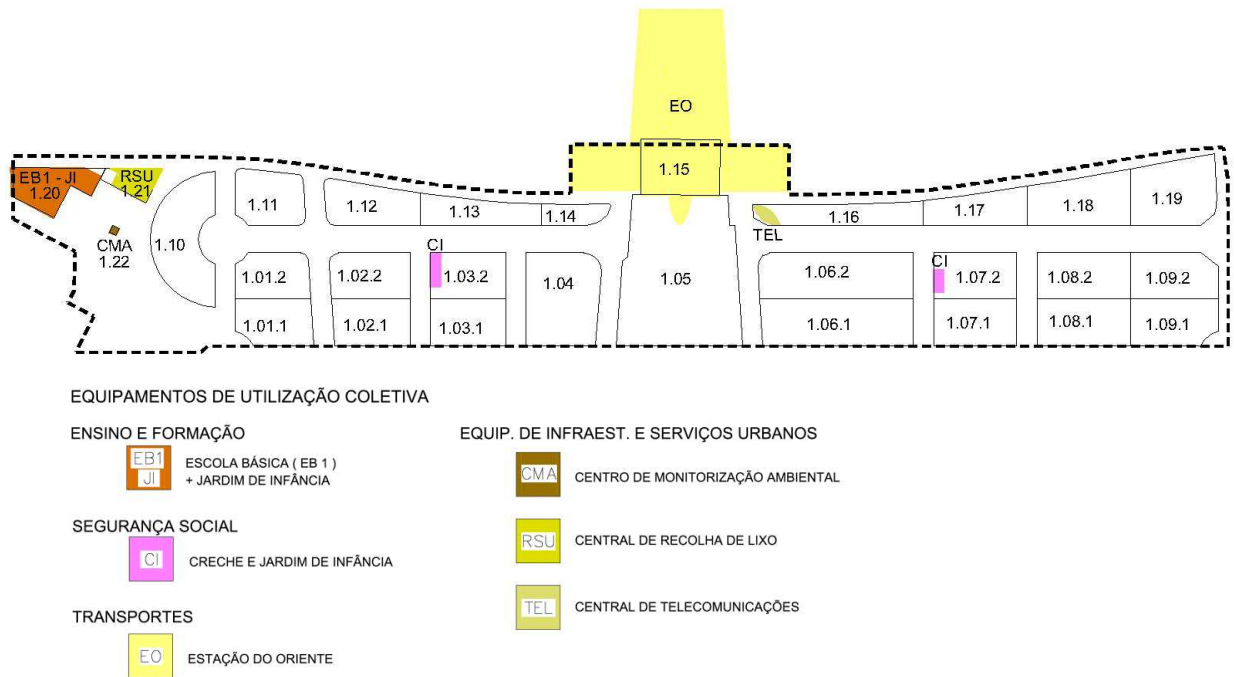 EO
1.15
EB1 - JI
1.20
RSU
1.21
1.11
1.12
1.13
1.14
1.16
1.17
1.18
1.19
TEL
CMA
1.22
1.10
CI
CI
1.01.2
1.02.2
1.03.2
1.04
1.05
1.06.2
1.07.2
1.08.2
1.09.2
1.01.1
1.02.1
1.03.1
1.06.1
1.07.1
1.08.1
1.09.1
EQUIPAMENTOS DE UTILIZAÇÃO COLETIVA
ENSINO E FORMAÇÃO
EB1
JI
ESCOLA BÁSICA ( EB 1 )
+ JARDIM DE INFÂNCIA
SEGURANÇA SOCIAL
CI
CRECHE E JARDIM DE INFÂNCIA
TRANSPORTES
EO
ESTAÇÃO DO ORIENTE
EQUIP. DE INFRAEST. E SERVIÇOS URBANOS
CMA
CENTRO DE MONITORIZAÇÃO AMBIENTAL
RSU
CENTRAL DE RECOLHA DE LIXO
TEL
CENTRAL DE TELECOMUNICAÇÕES